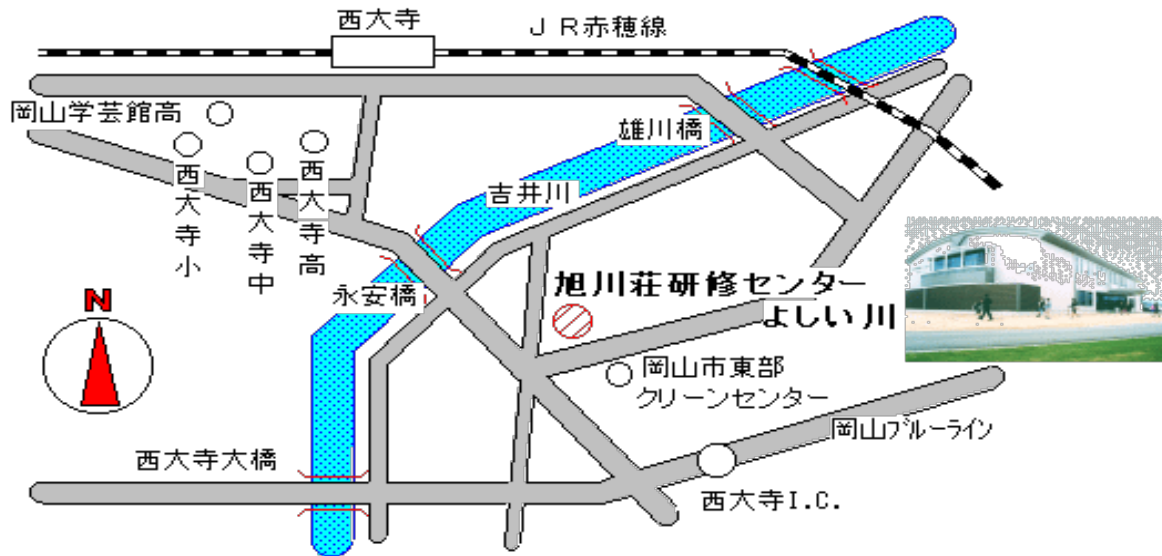 西大寺
JR赤穂線
岡山学芸館高
雄川橋
西大寺小
西大寺中
西大寺高
吉井川
永安橋
旭川荘研修センター
よしい川
N
岡山市東部
クリーンセンター
岡山ブルーライン
西大寺大橋
西大寺I.C.